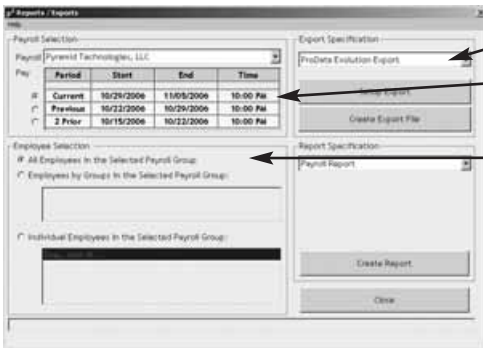 p² Reports / Exports
Help
Payroll Selection
Payroll Pyramid Technologies, LLC
Pay Period Start End Time
Current 10/29/2006 11/05/2006 10:00 PM
Previous 10/22/2006 10/29/2006 10:00 PM
2 Prior 10/15/2006 10/22/2006 10:00 PM
Employee Selection
All Employees in the Selected Payroll Group
Employees by Groups in the Selected Payroll Group:
Individual Employees in the Selected Payroll Group:
Export Specification
ProData Evolution Export
Setup Export
Create Export File
Report Specification
Payroll Report
Create Report
Close